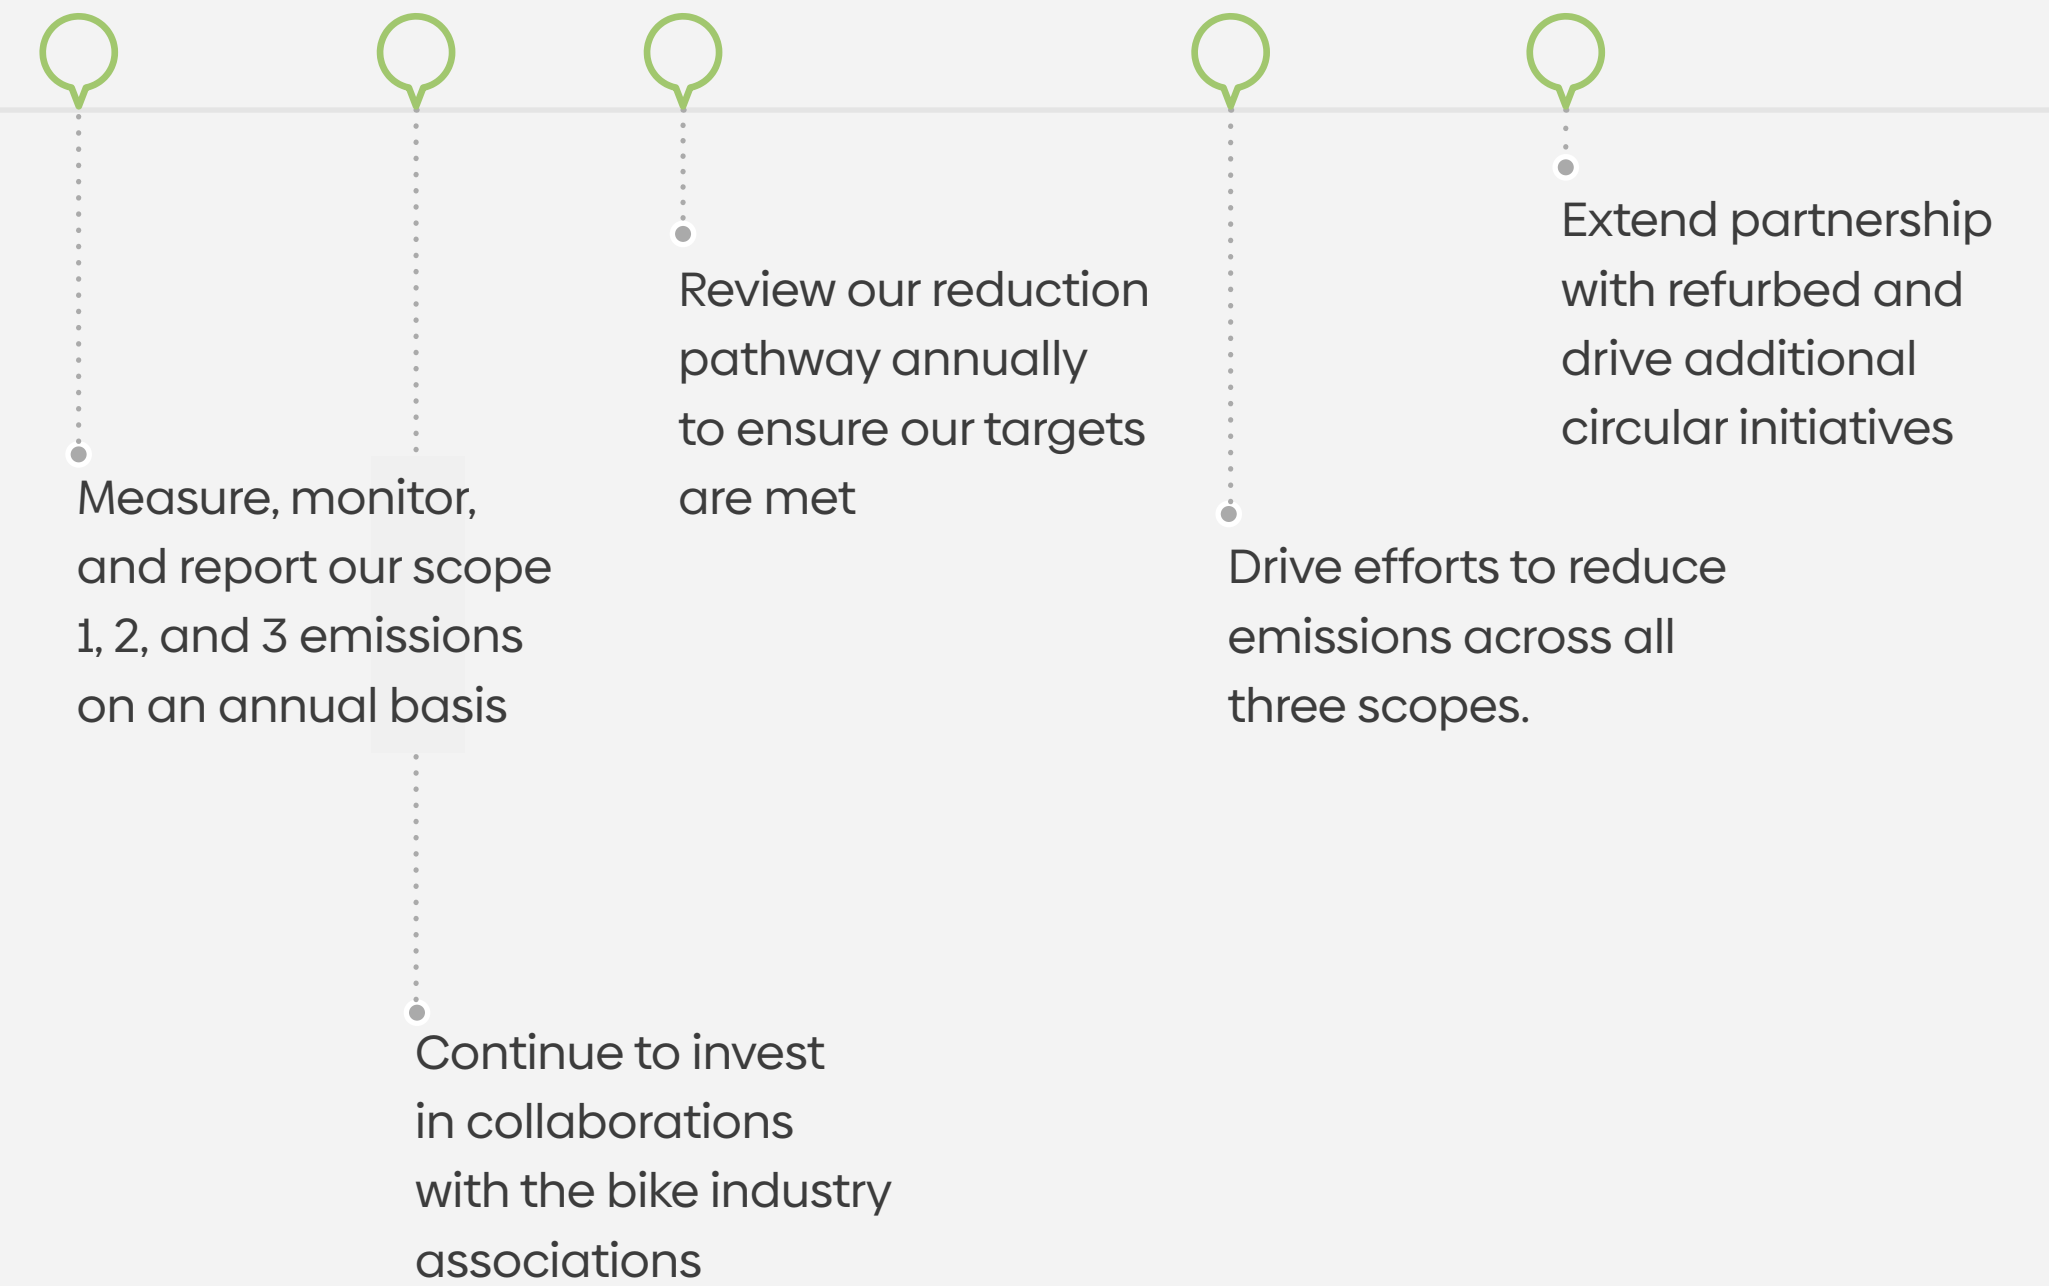 Measure, monitor,
and report our scope
1, 2, and 3 emissions
on an annual basis
Continue to invest
in collaborations
with the bike industry
associations
Review our reduction
pathway annually
to ensure our targets
are met
Drive efforts to reduce
emissions across all
three scopes.
Extend partnership
with refurbed and
drive additional
circular initiatives